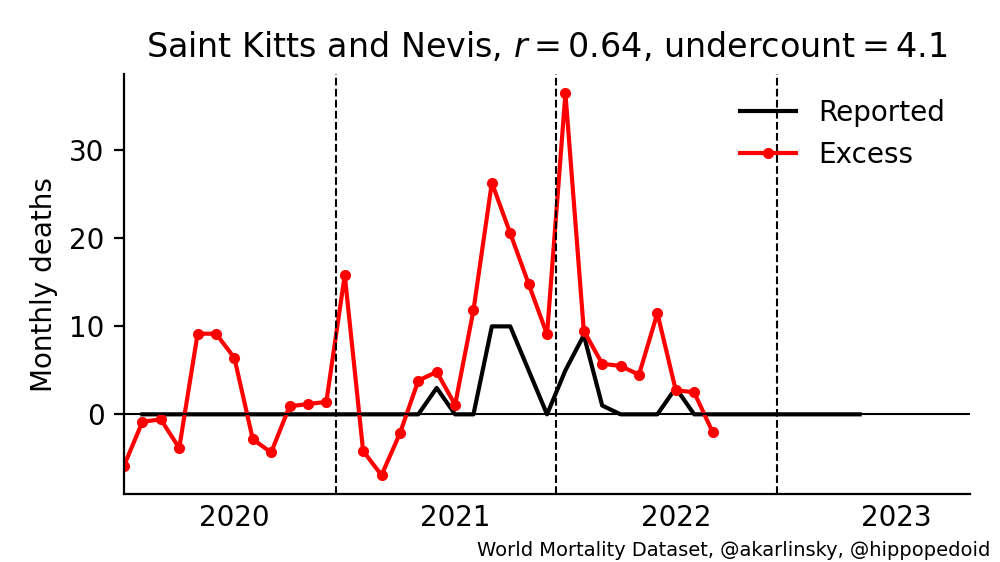 Saint Kitts and Nevis, r = 0.64, undercount = 4.1
Reported
Excess
Monthly deaths
30
20
10
0
2020 2021 2022 2023
World Mortality Dataset, @akarlinsky, @hippopedoid